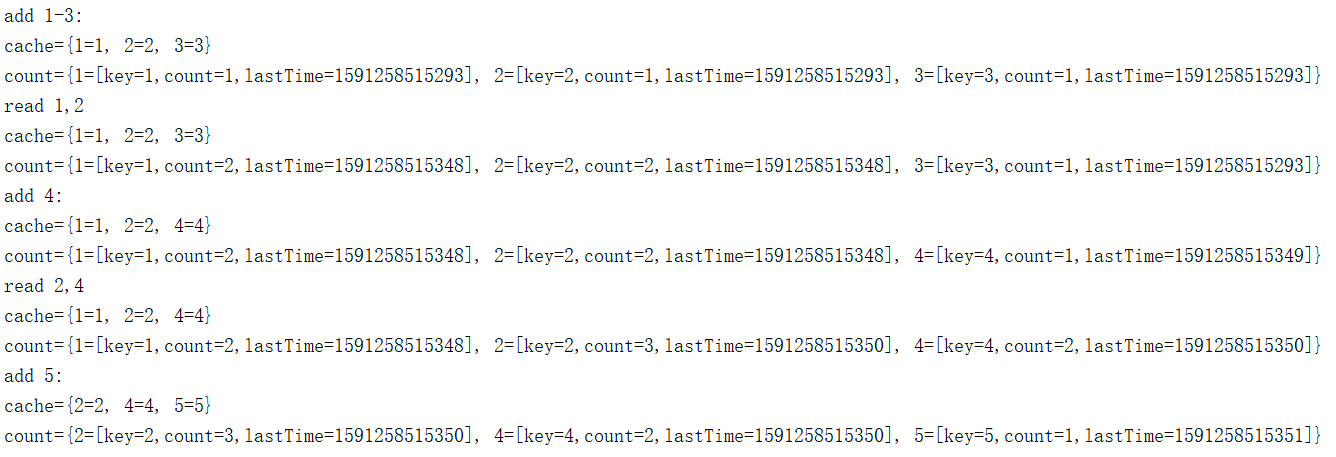 add 1-3:
cache={1=1, 2=2, 3=3}
count={1=[key=1,count=1,lastTime=1591258515293], 2=[key=2,count=1,lastTime=1591258515293], 3=[key=3,count=1,lastTime=1591258515293]}
read 1,2
cache={1=1, 2=2, 3=3}
count={1=[key=1,count=2,lastTime=1591258515348], 2=[key=2,count=2,lastTime=1591258515348], 3=[key=3,count=1,lastTime=1591258515293]}
add 4:
cache={1=1, 2=2, 4=4}
count={1=[key=1,count=2,lastTime=1591258515348], 2=[key=2,count=2,lastTime=1591258515348], 4=[key=4,count=1,lastTime=1591258515349]}
read 2,4
cache={1=1, 2=2, 4=4}
count={1=[key=1,count=2,lastTime=1591258515348], 2=[key=2,count=3,lastTime=1591258515350], 4=[key=4,count=2,lastTime=1591258515350]}
add 5:
cache={2=2, 4=4, 5=5}
count={2=[key=2,count=3,lastTime=1591258515350], 4=[key=4,count=2,lastTime=1591258515350], 5=[key=5,count=1,lastTime=1591258515351]}